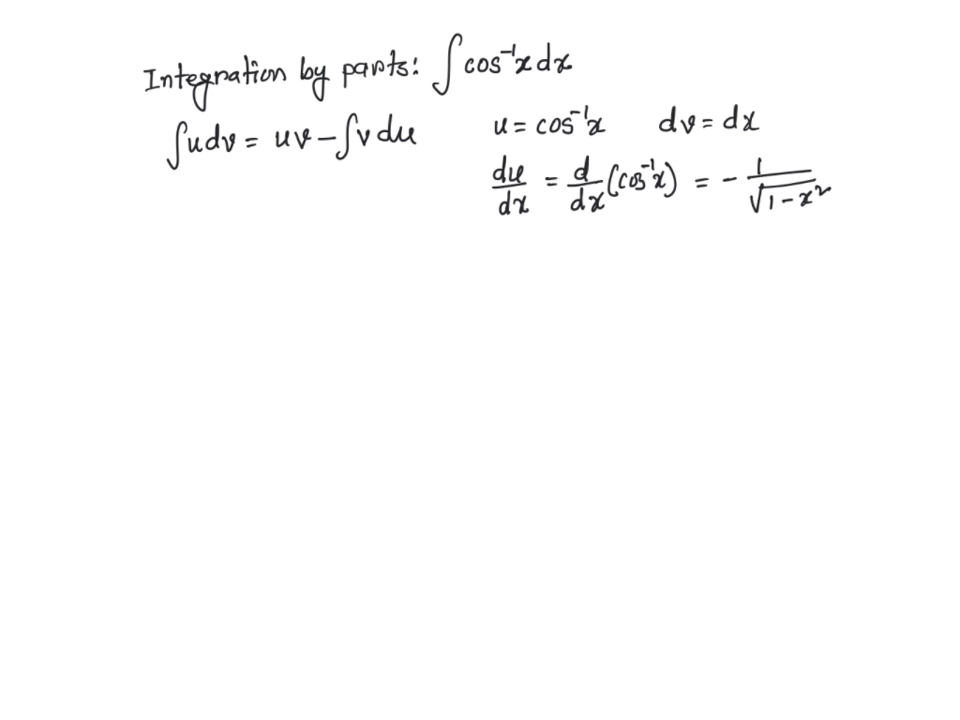 Integration by parts: ∫ cos⁻¹x dx
∫udv = uv − ∫v du
u = cos⁻¹x dv = dx
du/dx = d/dx (cos⁻¹x) = − 1/√(1 − x²)